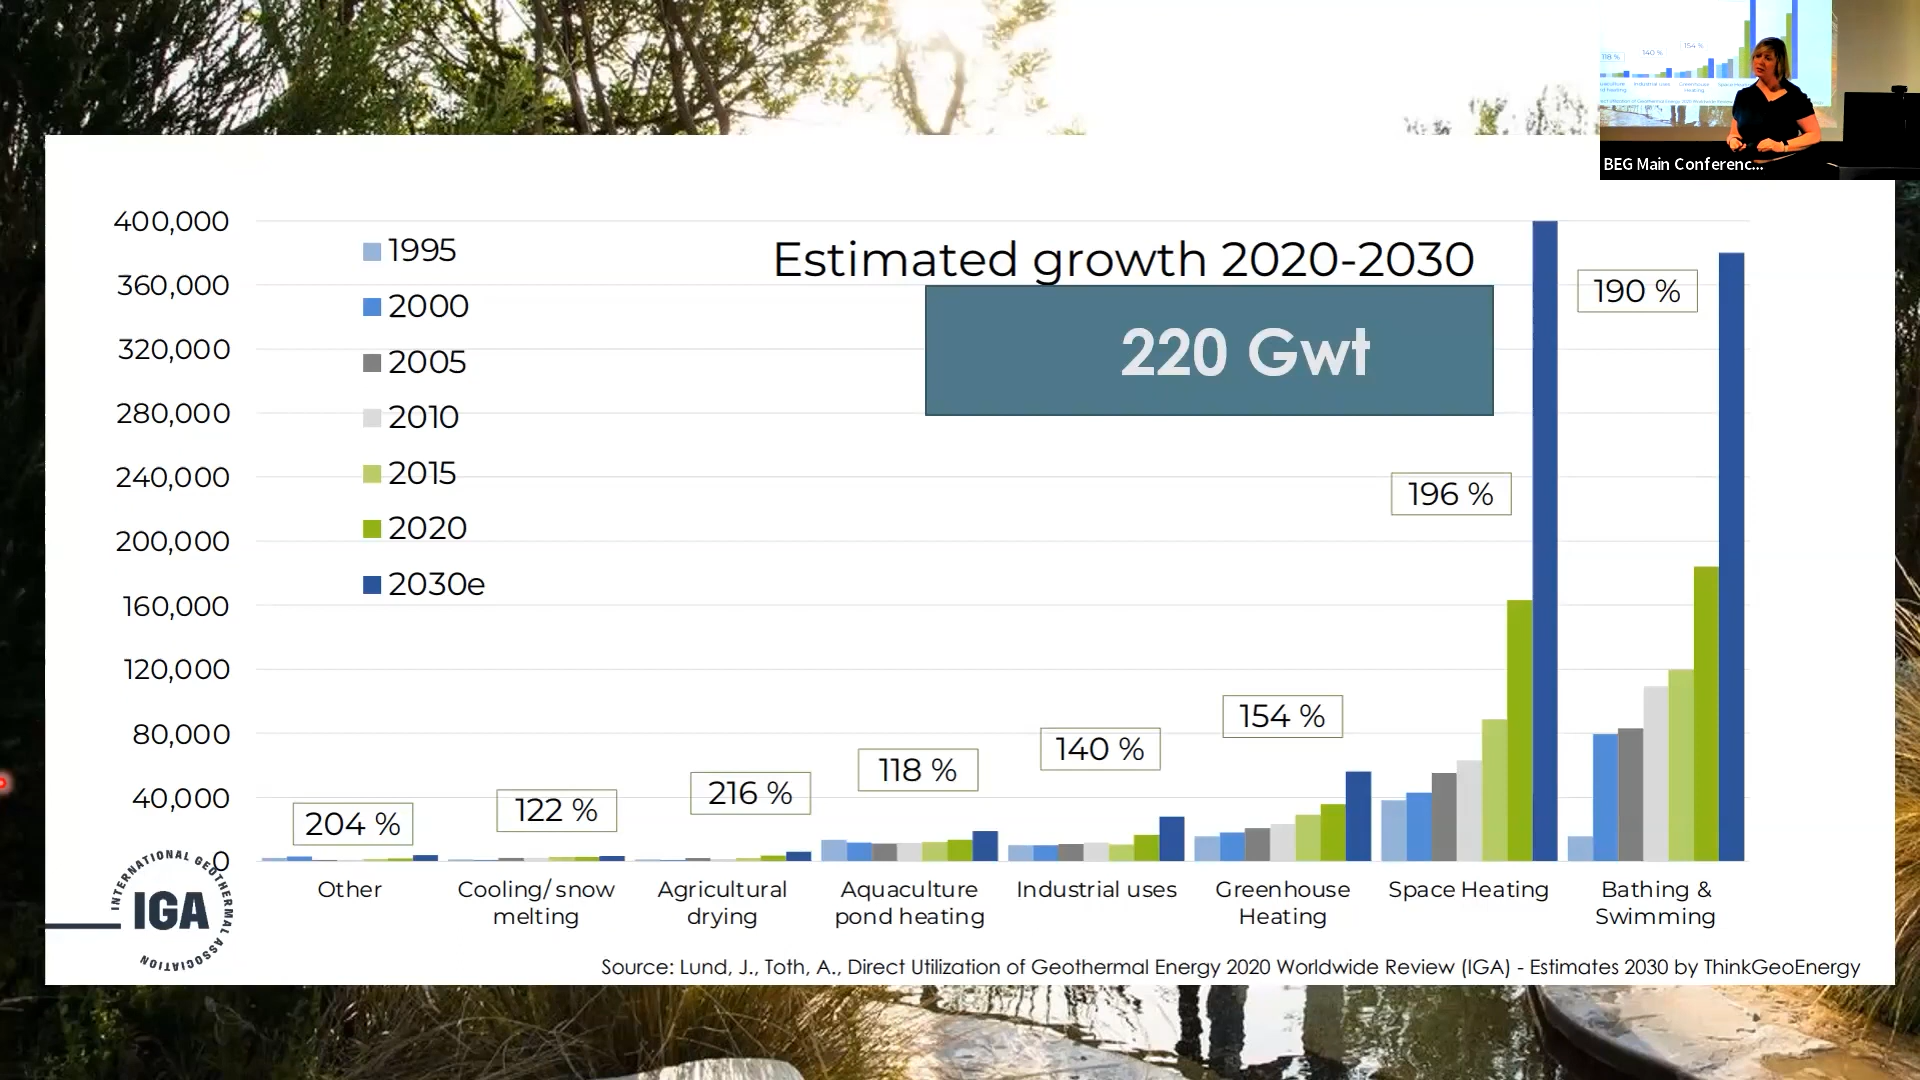 BEG Main Conferenc...
118 %
140 %
154 %
Estimated growth 2020-2030
220 Gwt
400,000
360,000
320,000
280,000
240,000
200,000
160,000
120,000
80,000
40,000
0
1995
2000
2005
2010
2015
2020
2030e
204 %
122 %
216 %
118 %
140 %
154 %
196 %
190 %
Other
Cooling/ snow
melting
Agricultural
drying
Aquaculture
pond heating
Industrial uses
Greenhouse
Heating
Space Heating
Bathing &
Swimming
INTERNATIONAL GEOTHERMAL ASSOCIATION
IGA
Source: Lund, J., Toth, A., Direct Utilization of Geothermal Energy 2020 Worldwide Review (IGA) - Estimates 2030 by ThinkGeoEnergy